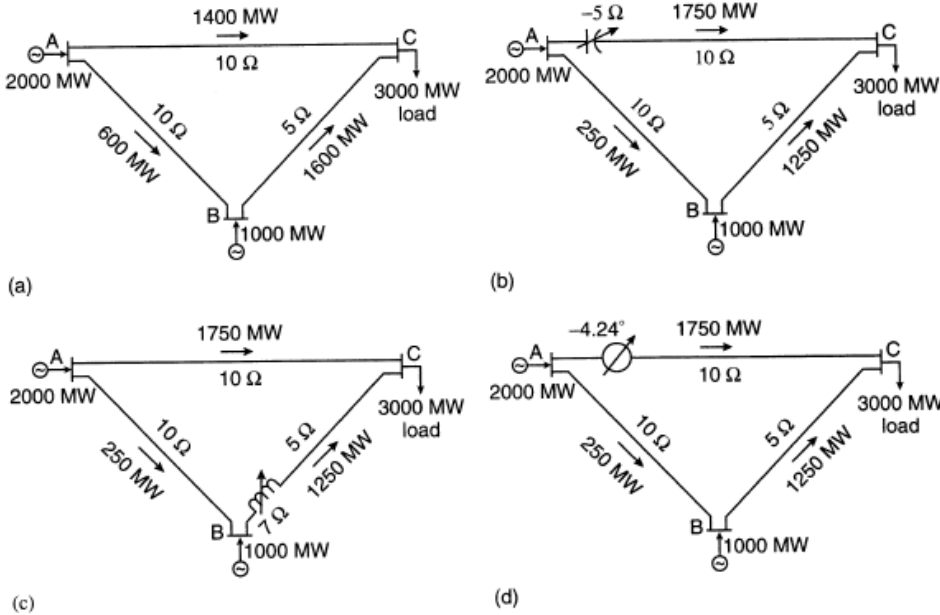 1400 MW
A
C
10 Ω
2000 MW
3000 MW
load
10 Ω
5 Ω
600 MW
1600 MW
B
1000 MW
~
~
(a)
–5 Ω
1750 MW
A
C
10 Ω
2000 MW
3000 MW
load
10 Ω
5 Ω
250 MW
1250 MW
B
1000 MW
~
~
(b)
1750 MW
A
C
10 Ω
2000 MW
3000 MW
load
10 Ω
5 Ω
250 MW
1250 MW
7 Ω
B
1000 MW
~
~
(c)
–4.24°
1750 MW
A
C
10 Ω
2000 MW
3000 MW
load
10 Ω
5 Ω
250 MW
1250 MW
B
1000 MW
~
~
(d)